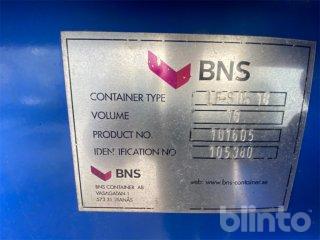 BNS
CONTAINER TYPE
VOLUME 16
PRODUCT NO. 101605
IDENTIFICATION NO 105380
BNS
BNS CONTAINER AB
VASAGATAN 1
573 31 TRANÅS
web: www.bns-container.se
blinto